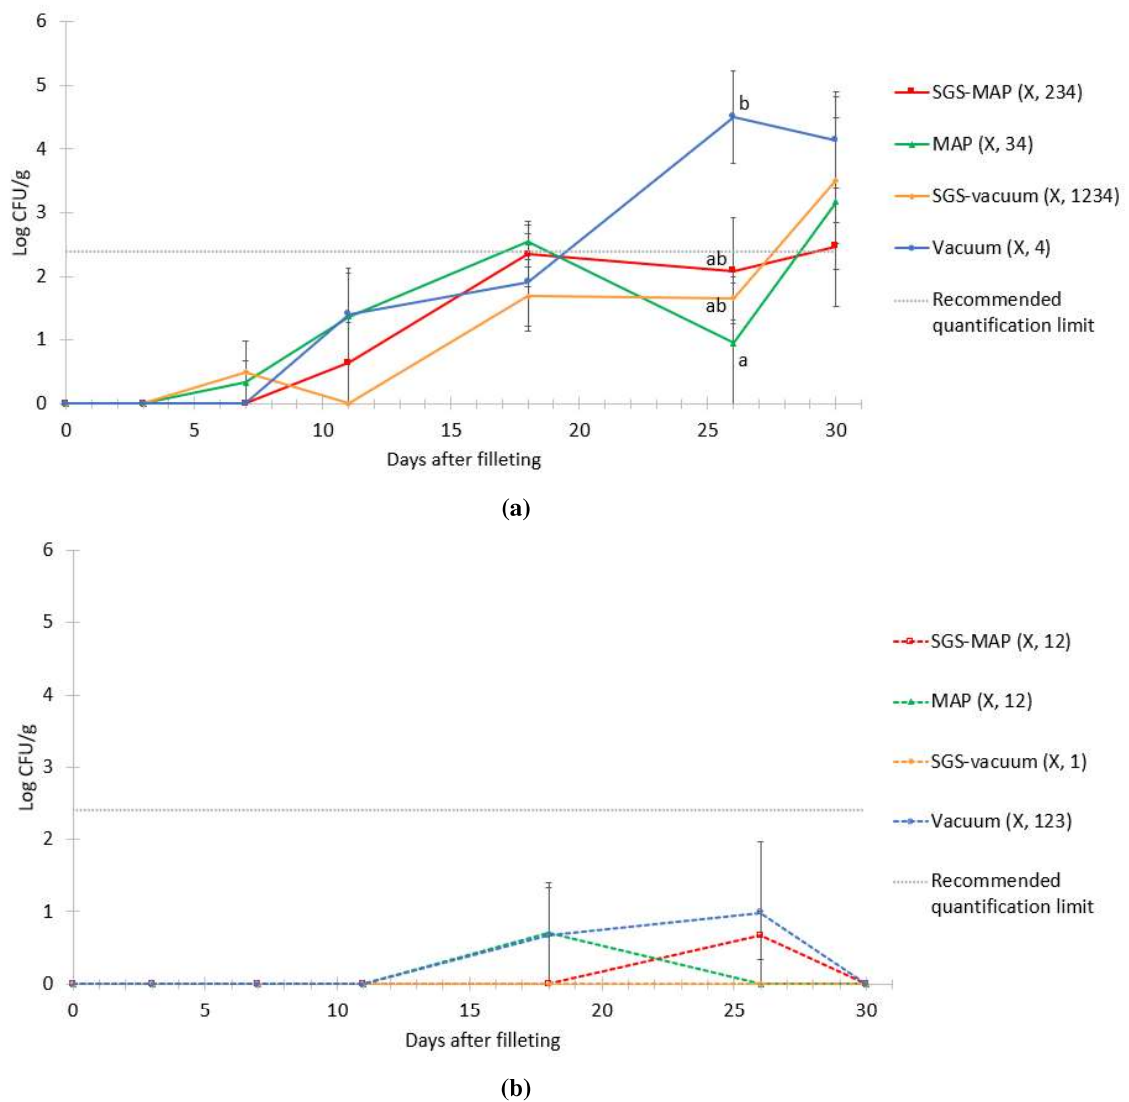 6
5
4
3
2
1
0
Log CFU/g
b
ab
ab
a
0 5 10 15 20 25 30
Days after filleting
SGS-MAP (X, 234)
MAP (X, 34)
SGS-vacuum (X, 1234)
Vacuum (X, 4)
Recommended
quantification limit
(a)
6
5
4
3
2
1
0
Log CFU/g
0 5 10 15 20 25 30
Days after filleting
SGS-MAP (X, 12)
MAP (X, 12)
SGS-vacuum (X, 1)
Vacuum (X, 123)
Recommended
quantification limit
(b)